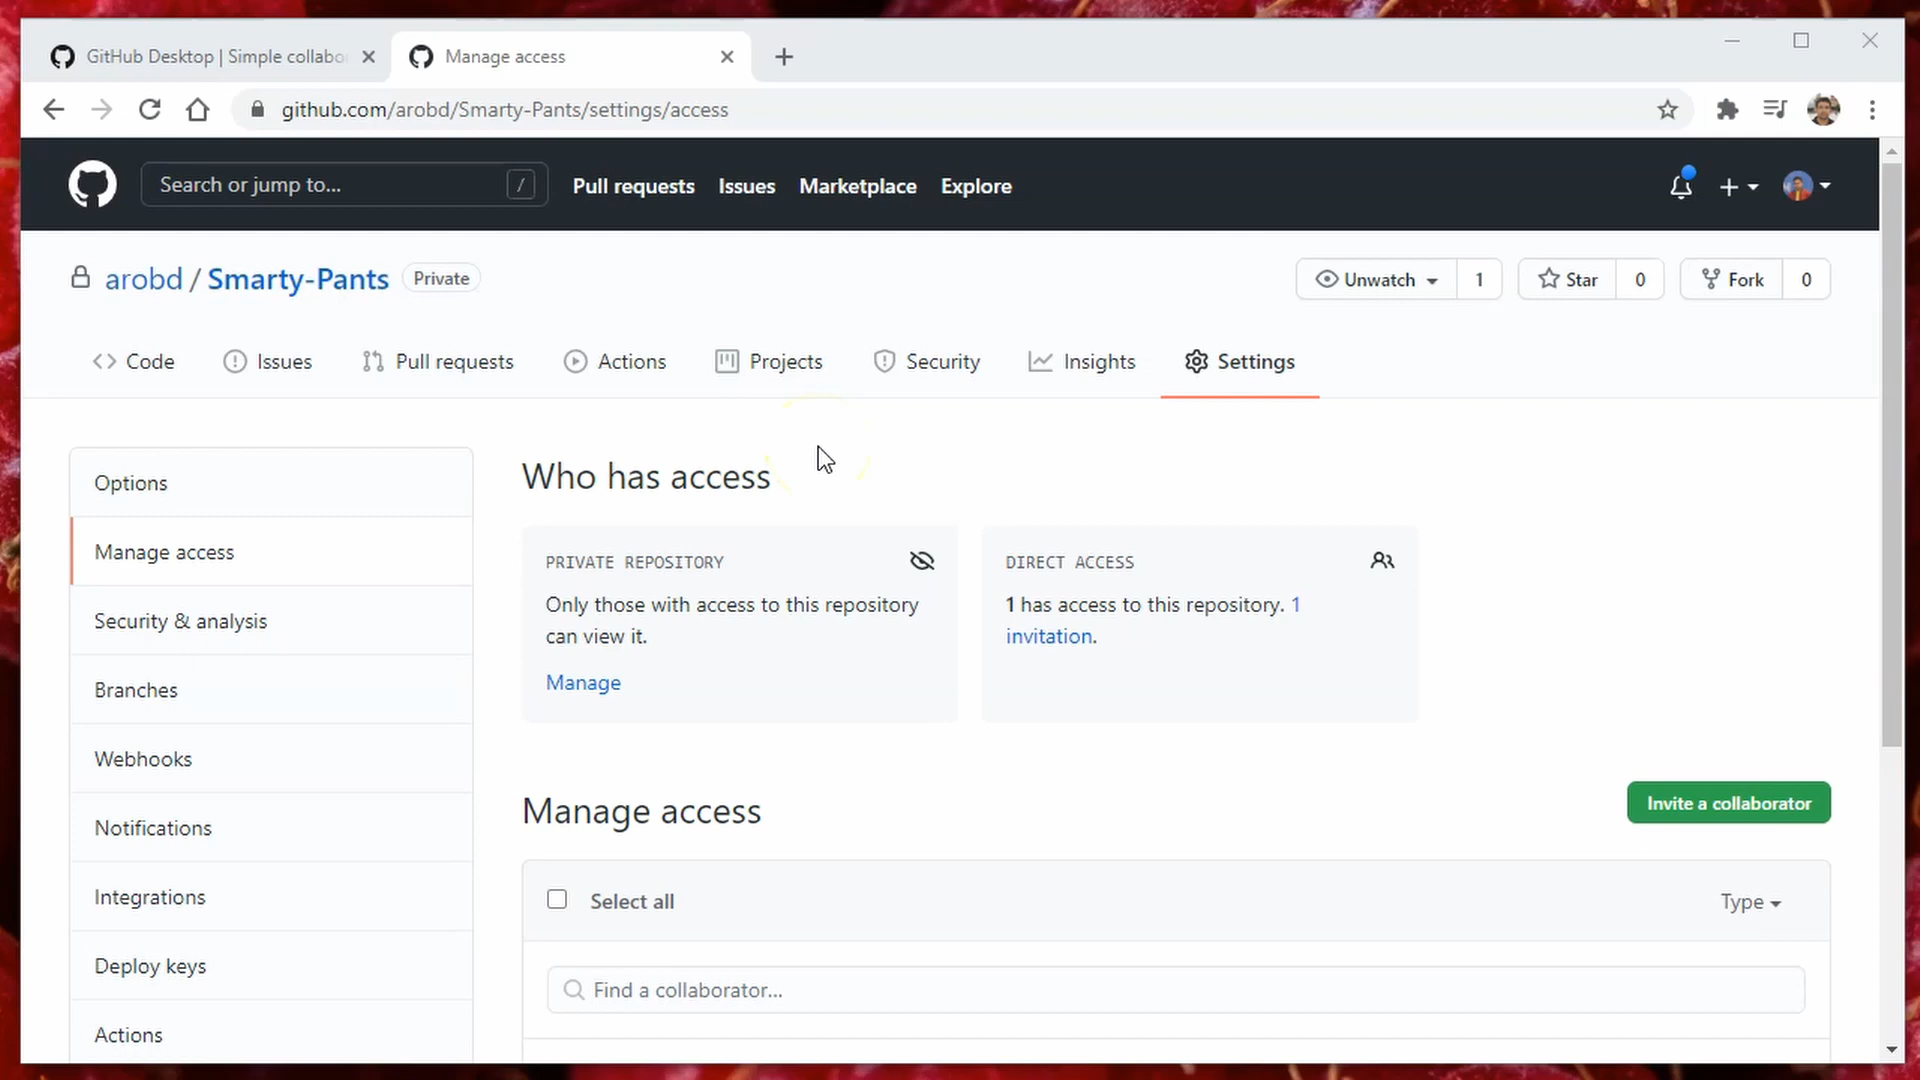 GitHub Desktop | Simple collabo
Manage access
github.com/arobd/Smarty-Pants/settings/access
Search or jump to... /
Pull requests Issues Marketplace Explore
arobd / Smarty-Pants Private
Unwatch 1 Star 0 Fork 0
Code Issues Pull requests Actions Projects Security Insights Settings
Options
Manage access
Security & analysis
Branches
Webhooks
Notifications
Integrations
Deploy keys
Actions
Who has access
PRIVATE REPOSITORY
Only those with access to this repository
can view it.
Manage
DIRECT ACCESS
1 has access to this repository. 1
invitation.
Manage access
Invite a collaborator
Select all
Type
Find a collaborator...